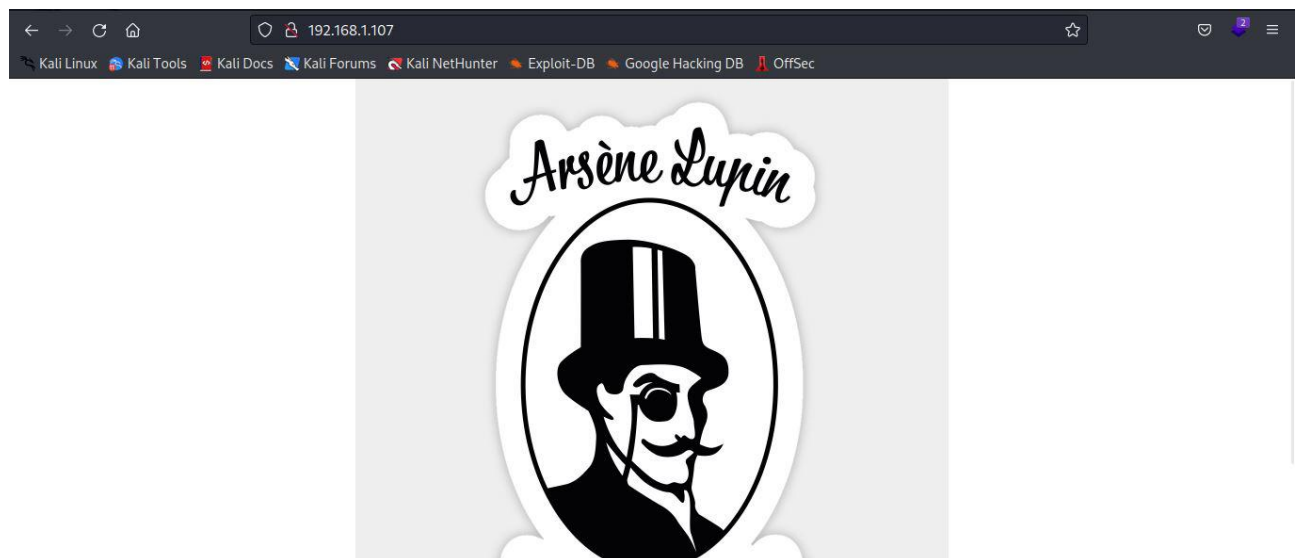 192.168.1.107
2
Kali Linux Kali Tools Kali Docs Kali Forums Kali NetHunter Exploit-DB Google Hacking DB OffSec
Arsène Lupin